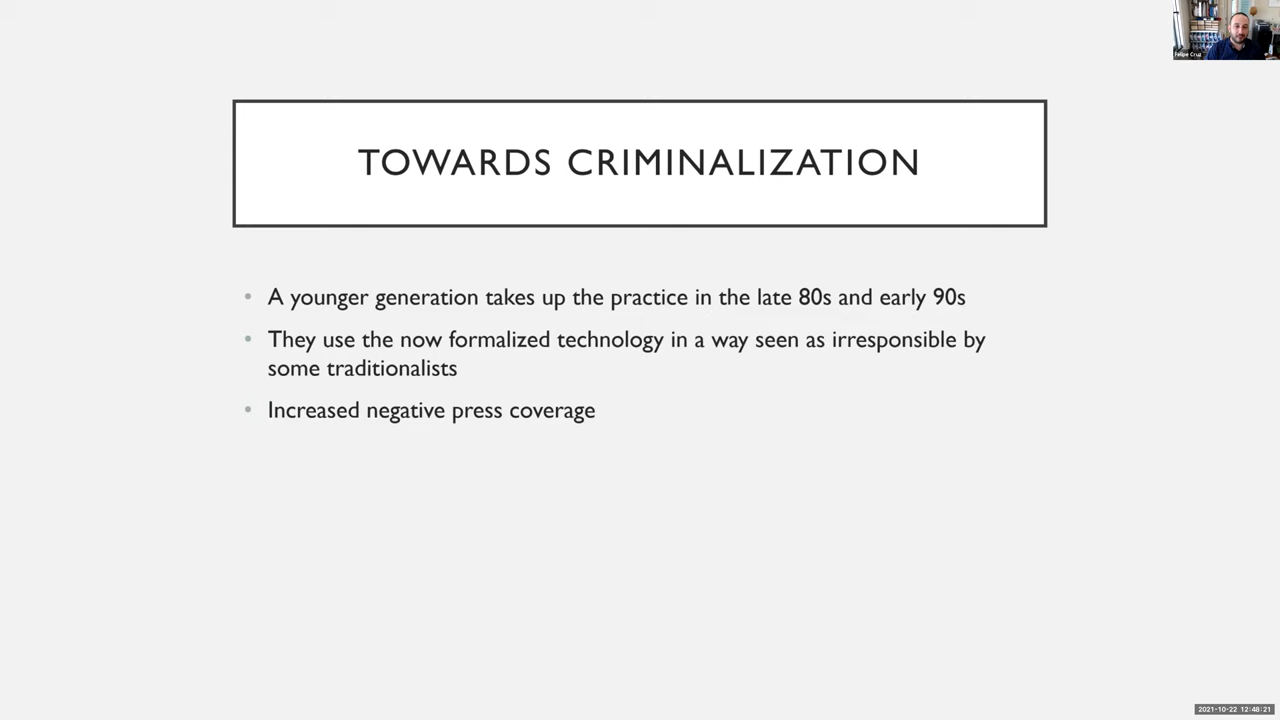 Felipe Cruz
TOWARDS CRIMINALIZATION
• A younger generation takes up the practice in the late 80s and early 90s
• They use the now formalized technology in a way seen as irresponsible by
some traditionalists
• Increased negative press coverage
2021-10-22 12:48:21